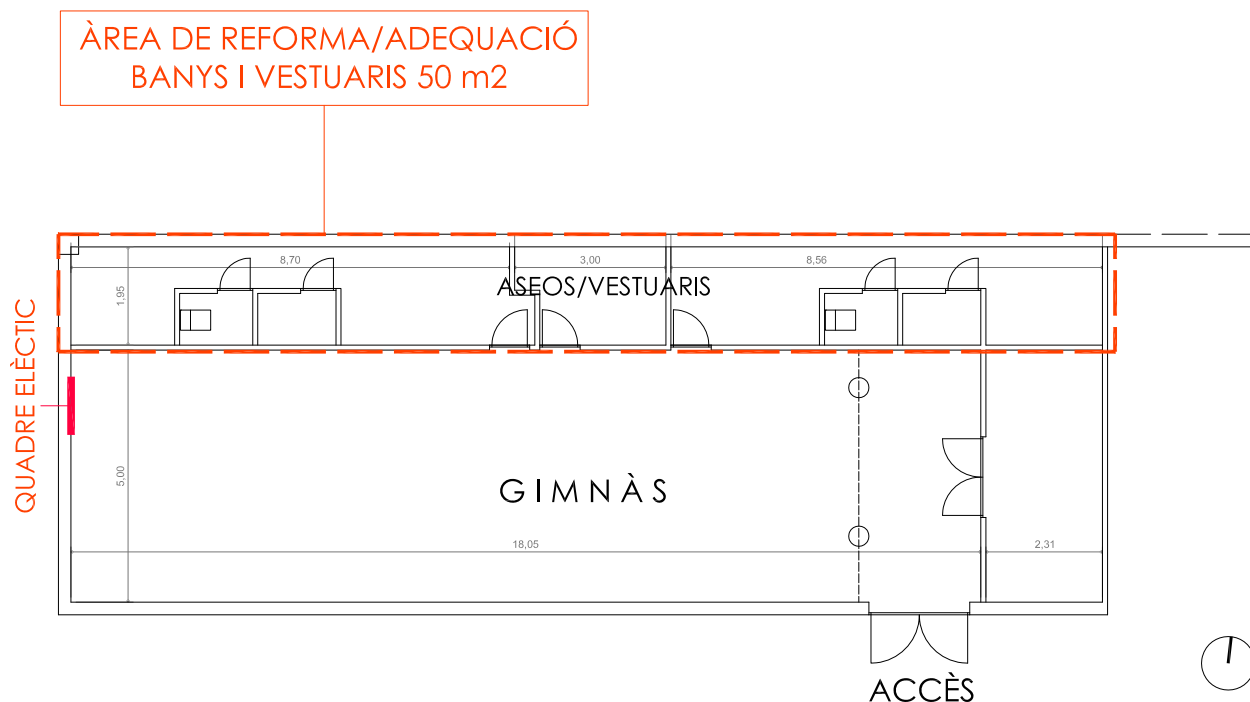 ÀREA DE REFORMA/ADEQUACIÓ
BANYS I VESTUARIS 50 m2
8,70
3,00
8,56
ASEOS/VESTUARIS
1,95
QUADRE ELÈCTIC
5,00
GIMNÀS
18,05
2,31
ACCÈS